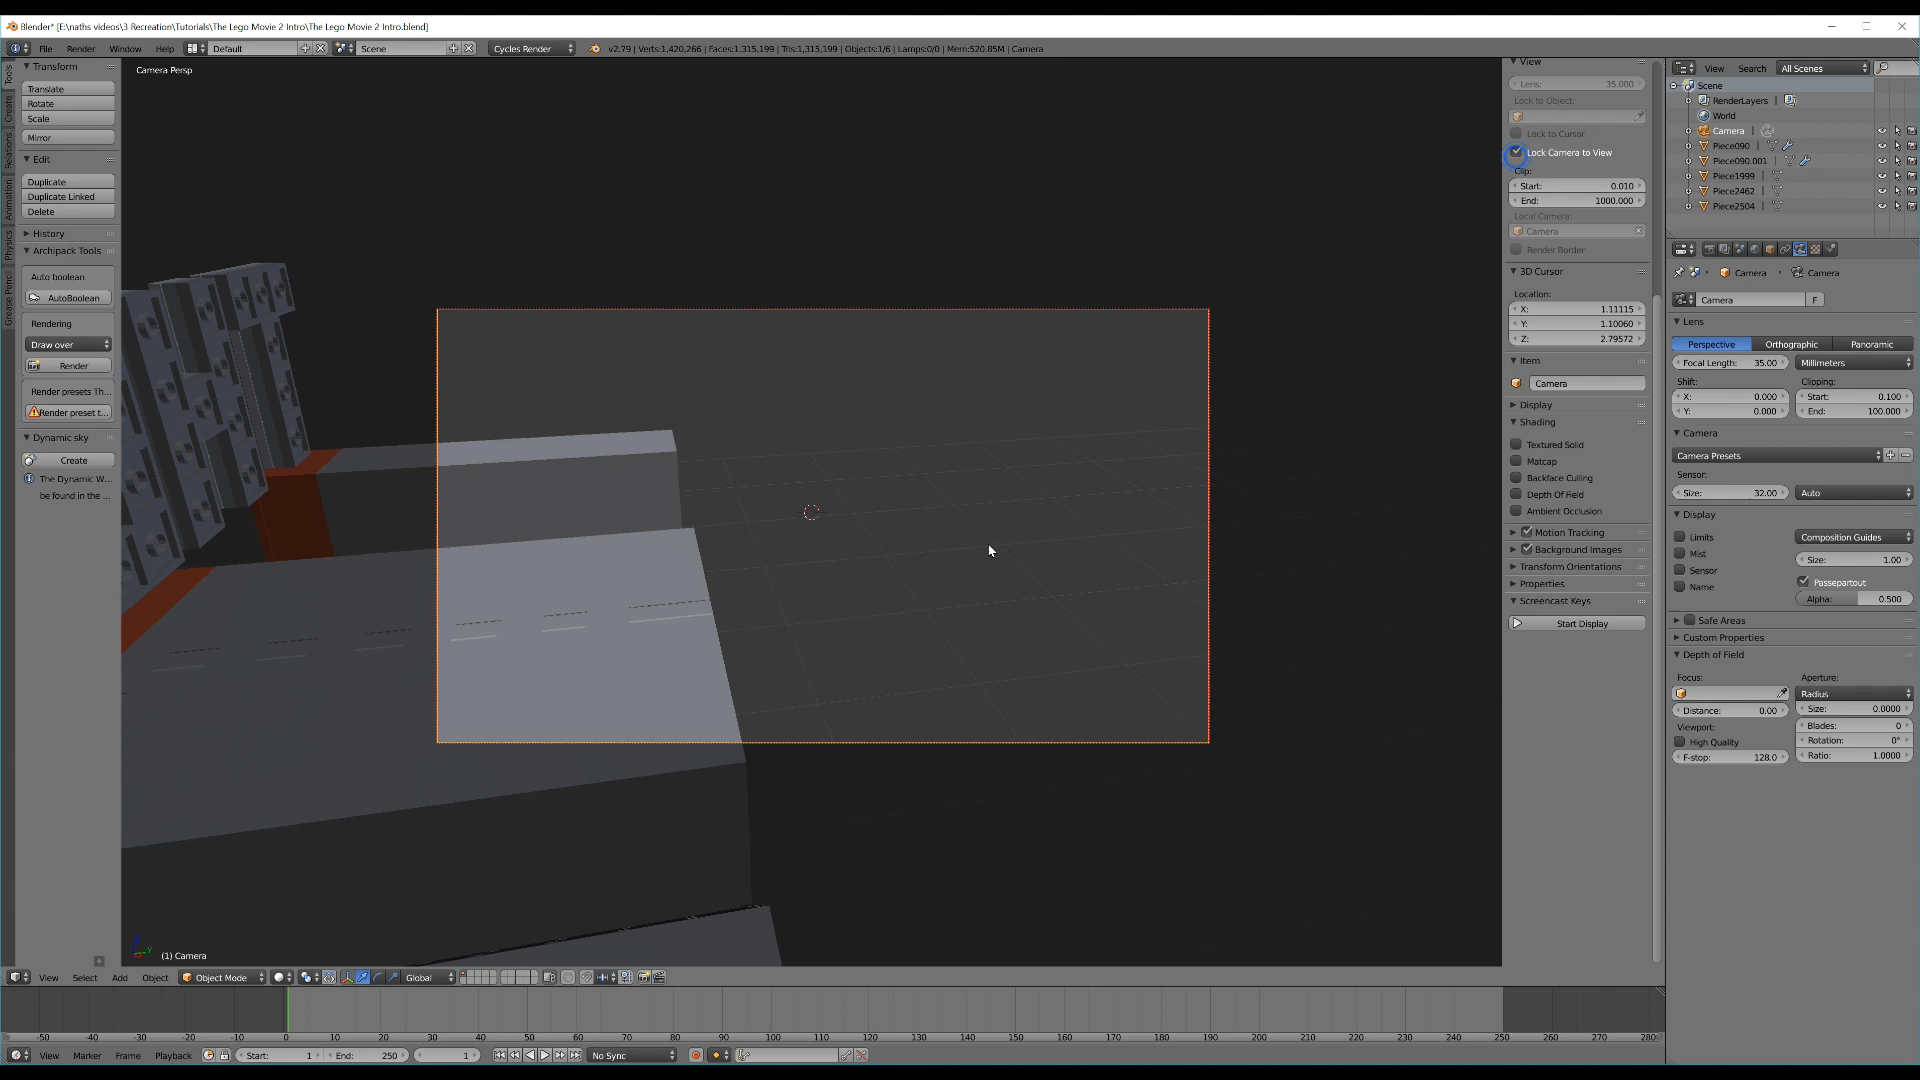 Blender* [E:\naths videos\3 Recreation\Tutorials\The Lego Movie 2 Intro\The Lego Movie 2 Intro.blend]
File Render Window Help Default Scene Cycles Render v2.79 | Verts:1,420,266 | Faces:1,315,199 | Tris:1,315,199 | Objects:1/6 | Lamps:0/0 | Mem:520.85M | Camera
Tools
Create
Relations
Animation
Physics
Grease Pencil
Transform
Translate
Rotate
Scale
Mirror
Edit
Duplicate
Duplicate Linked
Delete
History
Archipack Tools
Auto boolean
AutoBoolean
Rendering
Draw over
Render
Render presets Th...
Render preset t...
Dynamic sky
Create
The Dynamic W...
be found in the ...
Camera Persp
(1) Camera
View
Lens: 35.000
Lock to Object:
Lock to Cursor
Lock Camera to View
Clip:
Start: 0.010
End: 1000.000
Local Camera:
Camera
Render Border
3D Cursor
Location:
X: 1.11115
Y: 1.10060
Z: 2.79572
Item
Camera
Display
Shading
Textured Solid
Matcap
Backface Culling
Depth Of Field
Ambient Occlusion
Motion Tracking
Background Images
Transform Orientations
Properties
Screencast Keys
Start Display
View Search All Scenes
Scene
RenderLayers |
World
Camera |
Piece090 |
Piece090.001 |
Piece1999 |
Piece2462 |
Piece2504 |
Camera Camera
Camera F
Lens
Perspective Orthographic Panoramic
Focal Length: 35.00 Millimeters
Shift: Clipping:
X: 0.000 Start: 0.100
Y: 0.000 End: 100.000
Camera
Camera Presets
Sensor:
Size: 32.00 Auto
Display
Limits Composition Guides
Mist Size: 1.00
Sensor Passepartout
Name Alpha: 0.500
Safe Areas
Custom Properties
Depth of Field
Focus: Aperture:
Radius
Distance: 0.00 Size: 0.0000
Viewport: Blades: 0
High Quality Rotation: 0°
F-stop: 128.0 Ratio: 1.0000
View Select Add Object Object Mode Global
-50 -40 -30 -20 -10 0 10 20 30 40 50 60 70 80 90 100 110 120 130 140 150 160 170 180 190 200 210 220 230 240 250 260 270 280
View Marker Frame Playback Start: 1 End: 250 1 No Sync